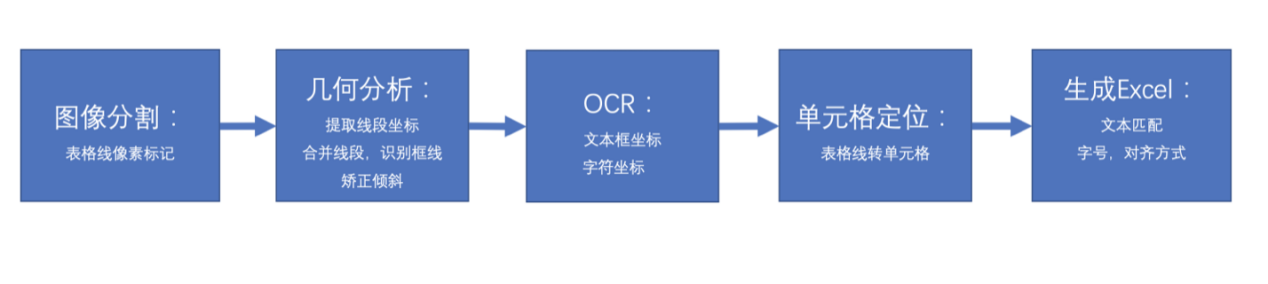 图像分割：
表格线像素标记
几何分析：
提取线段坐标
合并线段，识别框线
矫正倾斜
OCR：
文本框坐标
字符坐标
单元格定位：
表格线转单元格
生成Excel：
文本匹配
字号，对齐方式